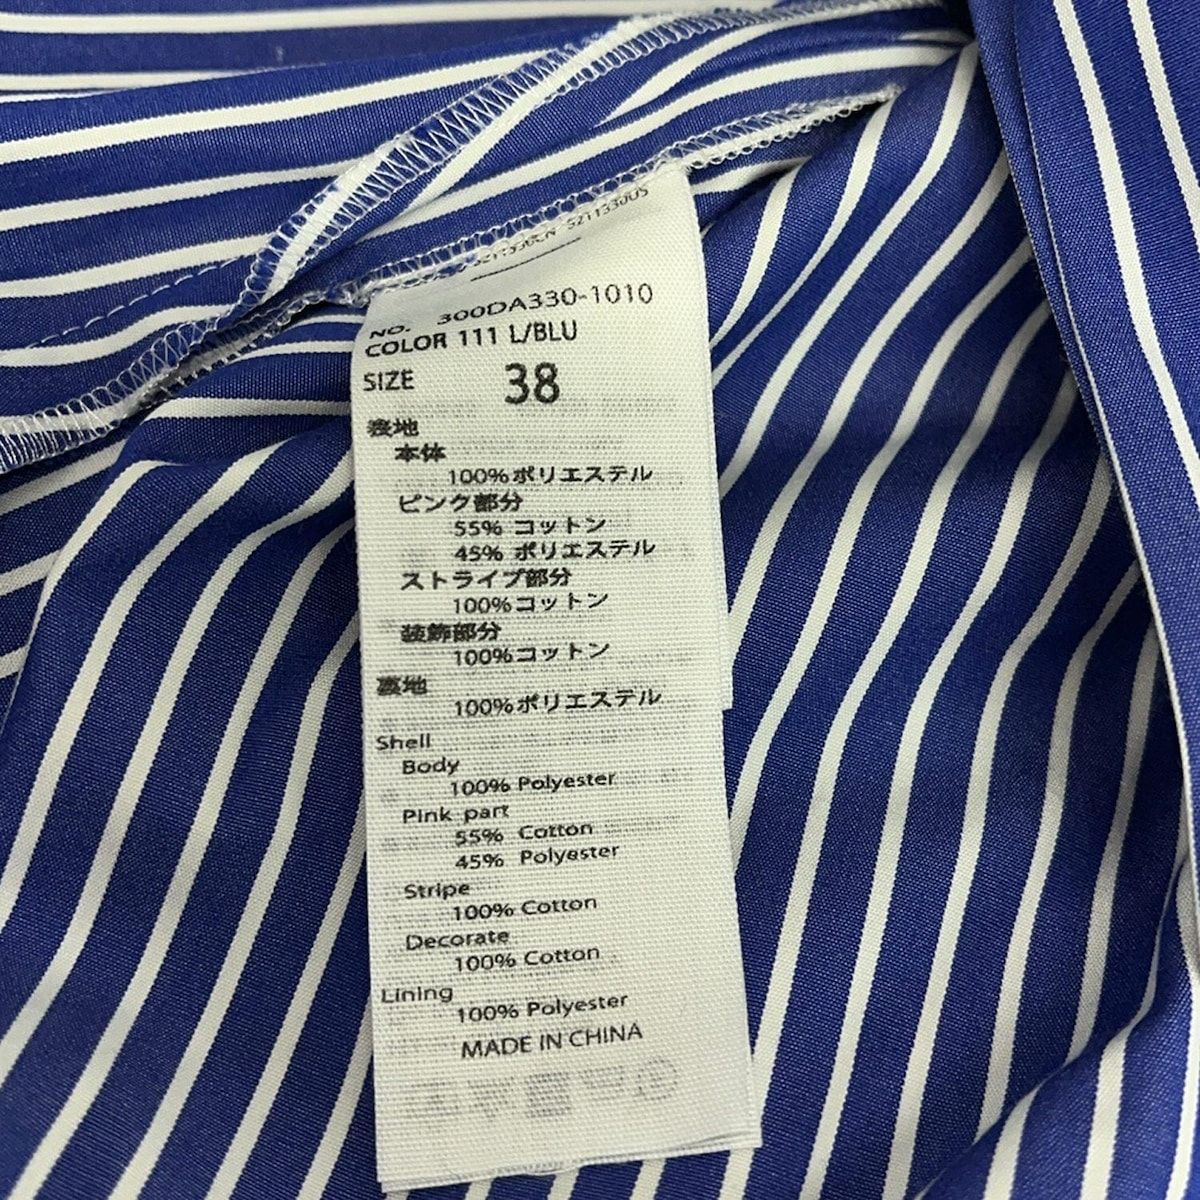 5211330US
NO. 300DA330-1010
COLOR 111 L/BLU
SIZE 38
表地
本体
100%ポリエステル
ピンク部分
55% コットン
45% ポリエステル
ストライプ部分
100%コットン
装飾部分
100%コットン
裏地
100%ポリエステル
Shell
Body
100% Polyester
Pink part
55% Cotton
45% Polyester
Stripe
100% Cotton
Decorate
100% Cotton
Lining
100% Polyester
MADE IN CHINA